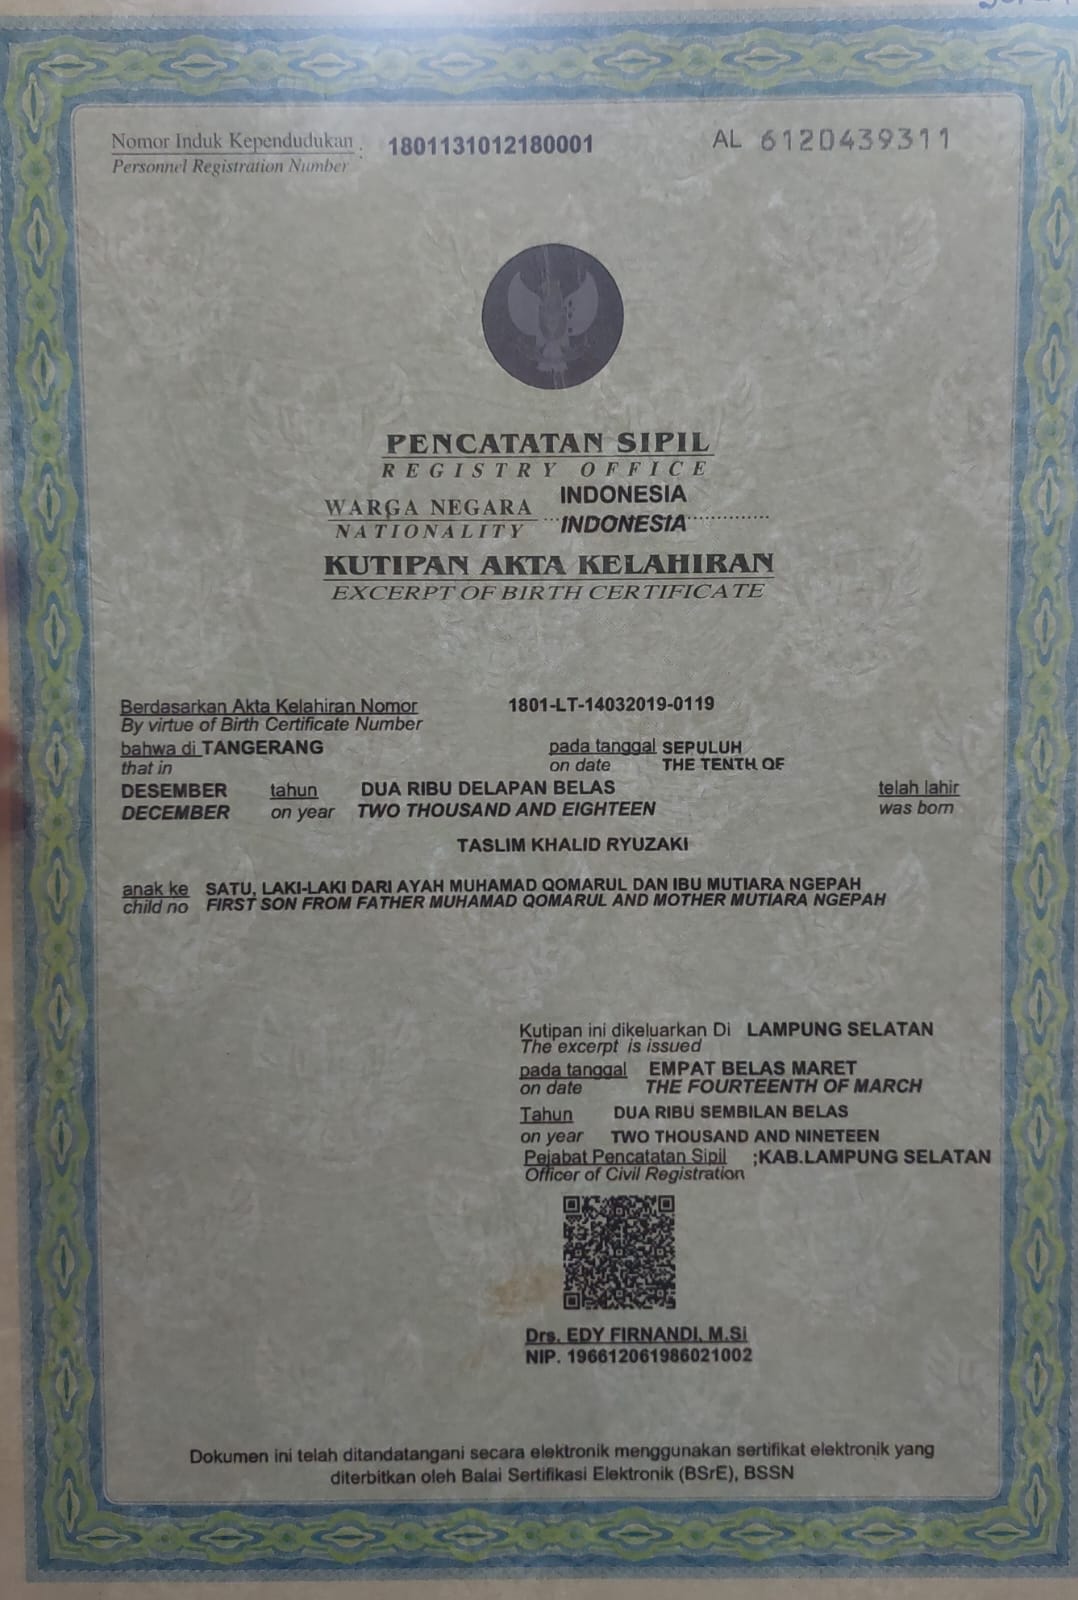 Nomor Induk Kependudukan : 1801131012180001 AL 6120439311
Personnel Registration Number
PENCATATAN SIPIL
REGISTRY OFFICE
WARGA NEGARA INDONESIA
NATIONALITY INDONESIA
KUTIPAN AKTA KELAHIRAN
EXCERPT OF BIRTH CERTIFICATE
Berdasarkan Akta Kelahiran Nomor 1801-LT-14032019-0119
By virtue of Birth Certificate Number
bahwa di TANGERANG pada tanggal SEPULUH
that in on date THE TENTH OF
DESEMBER tahun DUA RIBU DELAPAN BELAS telah lahir
DECEMBER on year TWO THOUSAND AND EIGHTEEN was born
TASLIM KHALID RYUZAKI
anak ke SATU, LAKI-LAKI DARI AYAH MUHAMAD QOMARUL DAN IBU MUTIARA NGEPAH
child no FIRST SON FROM FATHER MUHAMAD QOMARUL AND MOTHER MUTIARA NGEPAH
Kutipan ini dikeluarkan Di LAMPUNG SELATAN
The excerpt is issued
pada tanggal EMPAT BELAS MARET
on date THE FOURTEENTH OF MARCH
Tahun DUA RIBU SEMBILAN BELAS
on year TWO THOUSAND AND NINETEEN
Pejabat Pencatatan Sipil ;KAB.LAMPUNG SELATAN
Officer of Civil Registration
Drs. EDY FIRNANDI, M.Si
NIP. 196612061986021002
Dokumen ini telah ditandatangani secara elektronik menggunakan sertifikat elektronik yang
diterbitkan oleh Balai Sertifikasi Elektronik (BSrE), BSSN